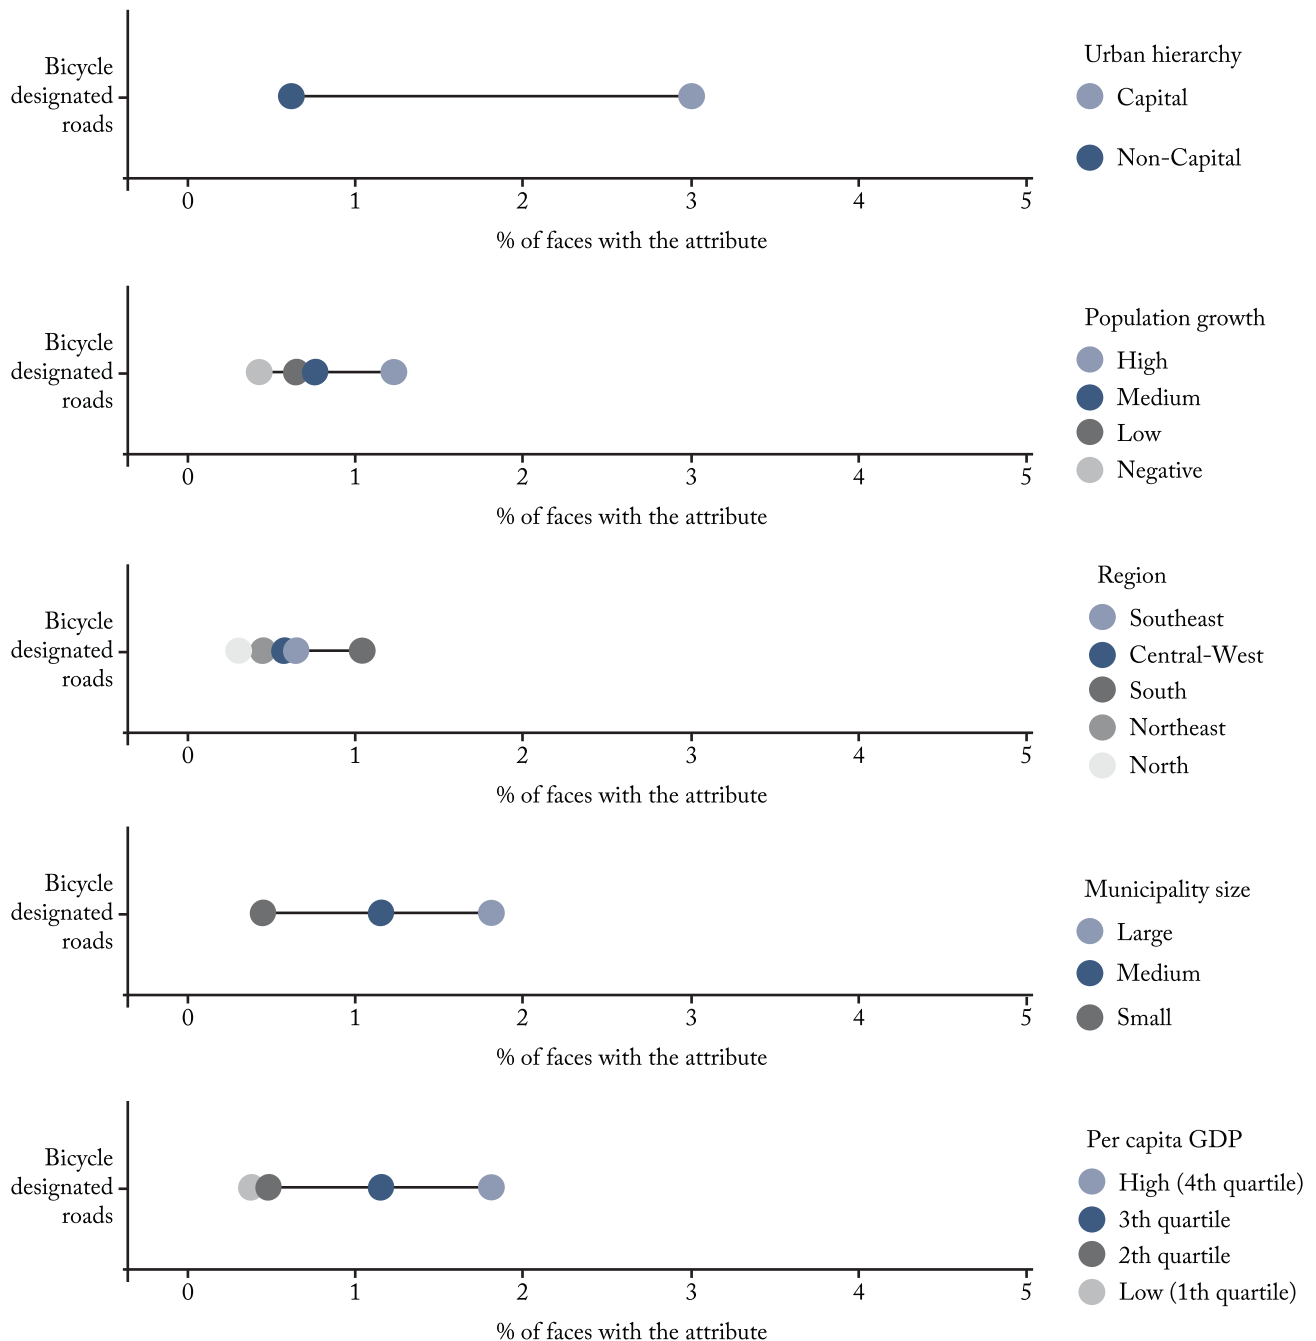 Bicycle
designated
roads
0 1 2 3 4 5
% of faces with the attribute
Urban hierarchy
Capital
Non-Capital
Bicycle
designated
roads
0 1 2 3 4 5
% of faces with the attribute
Population growth
High
Medium
Low
Negative
Bicycle
designated
roads
0 1 2 3 4 5
% of faces with the attribute
Region
Southeast
Central-West
South
Northeast
North
Bicycle
designated
roads
0 1 2 3 4 5
% of faces with the attribute
Municipality size
Large
Medium
Small
Bicycle
designated
roads
0 1 2 3 4 5
% of faces with the attribute
Per capita GDP
High (4th quartile)
3th quartile
2th quartile
Low (1th quartile)